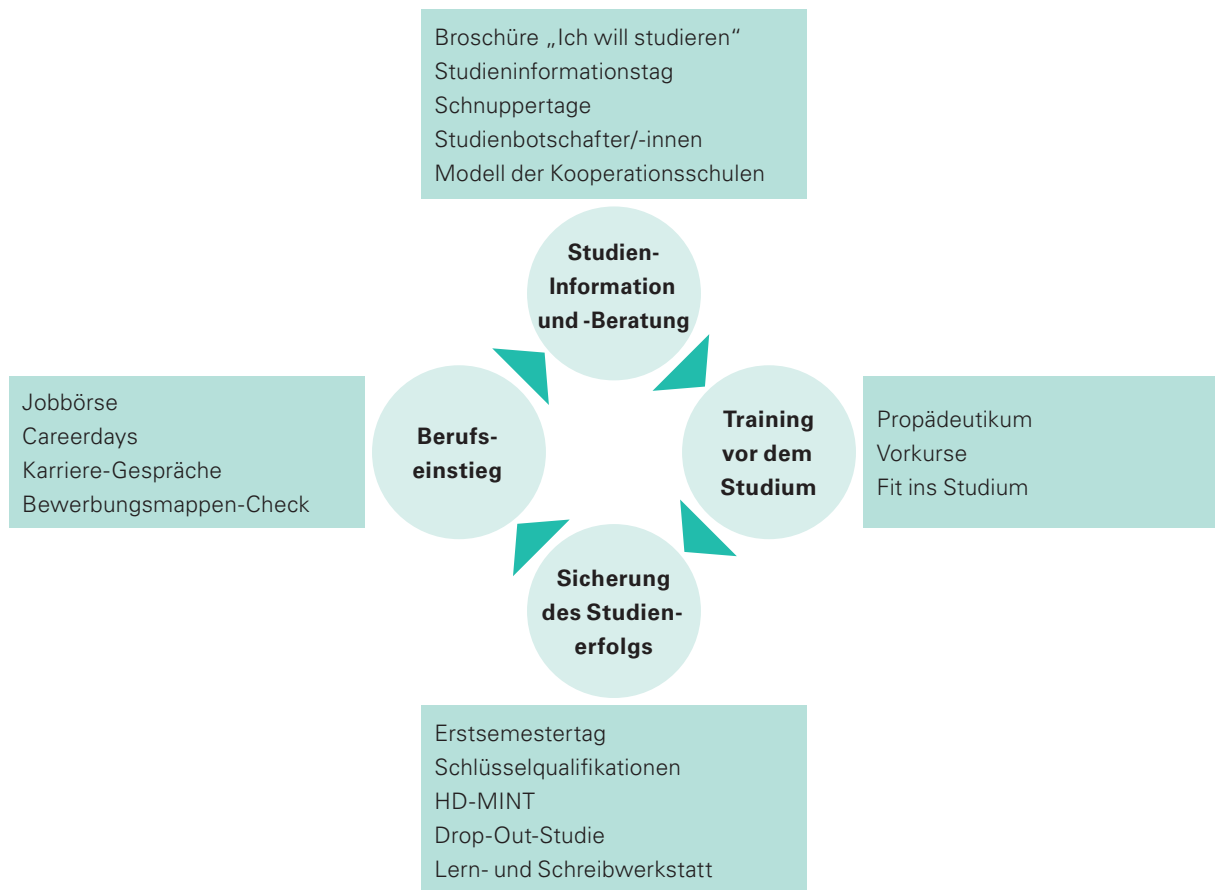 Broschüre „Ich will studieren“
Studieninformationstag
Schnuppertage
Studienbotschafter/-innen
Modell der Kooperationsschulen
Studien-
Information
und -Beratung
Jobbörse
Careerdays
Karriere-Gespräche
Bewerbungsmappen-Check
Berufs-
einstieg
Training
vor dem
Studium
Propädeutikum
Vorkurse
Fit ins Studium
Sicherung
des Studien-
erfolgs
Erstsemestertag
Schlüsselqualifikationen
HD-MINT
Drop-Out-Studie
Lern- und Schreibwerkstatt